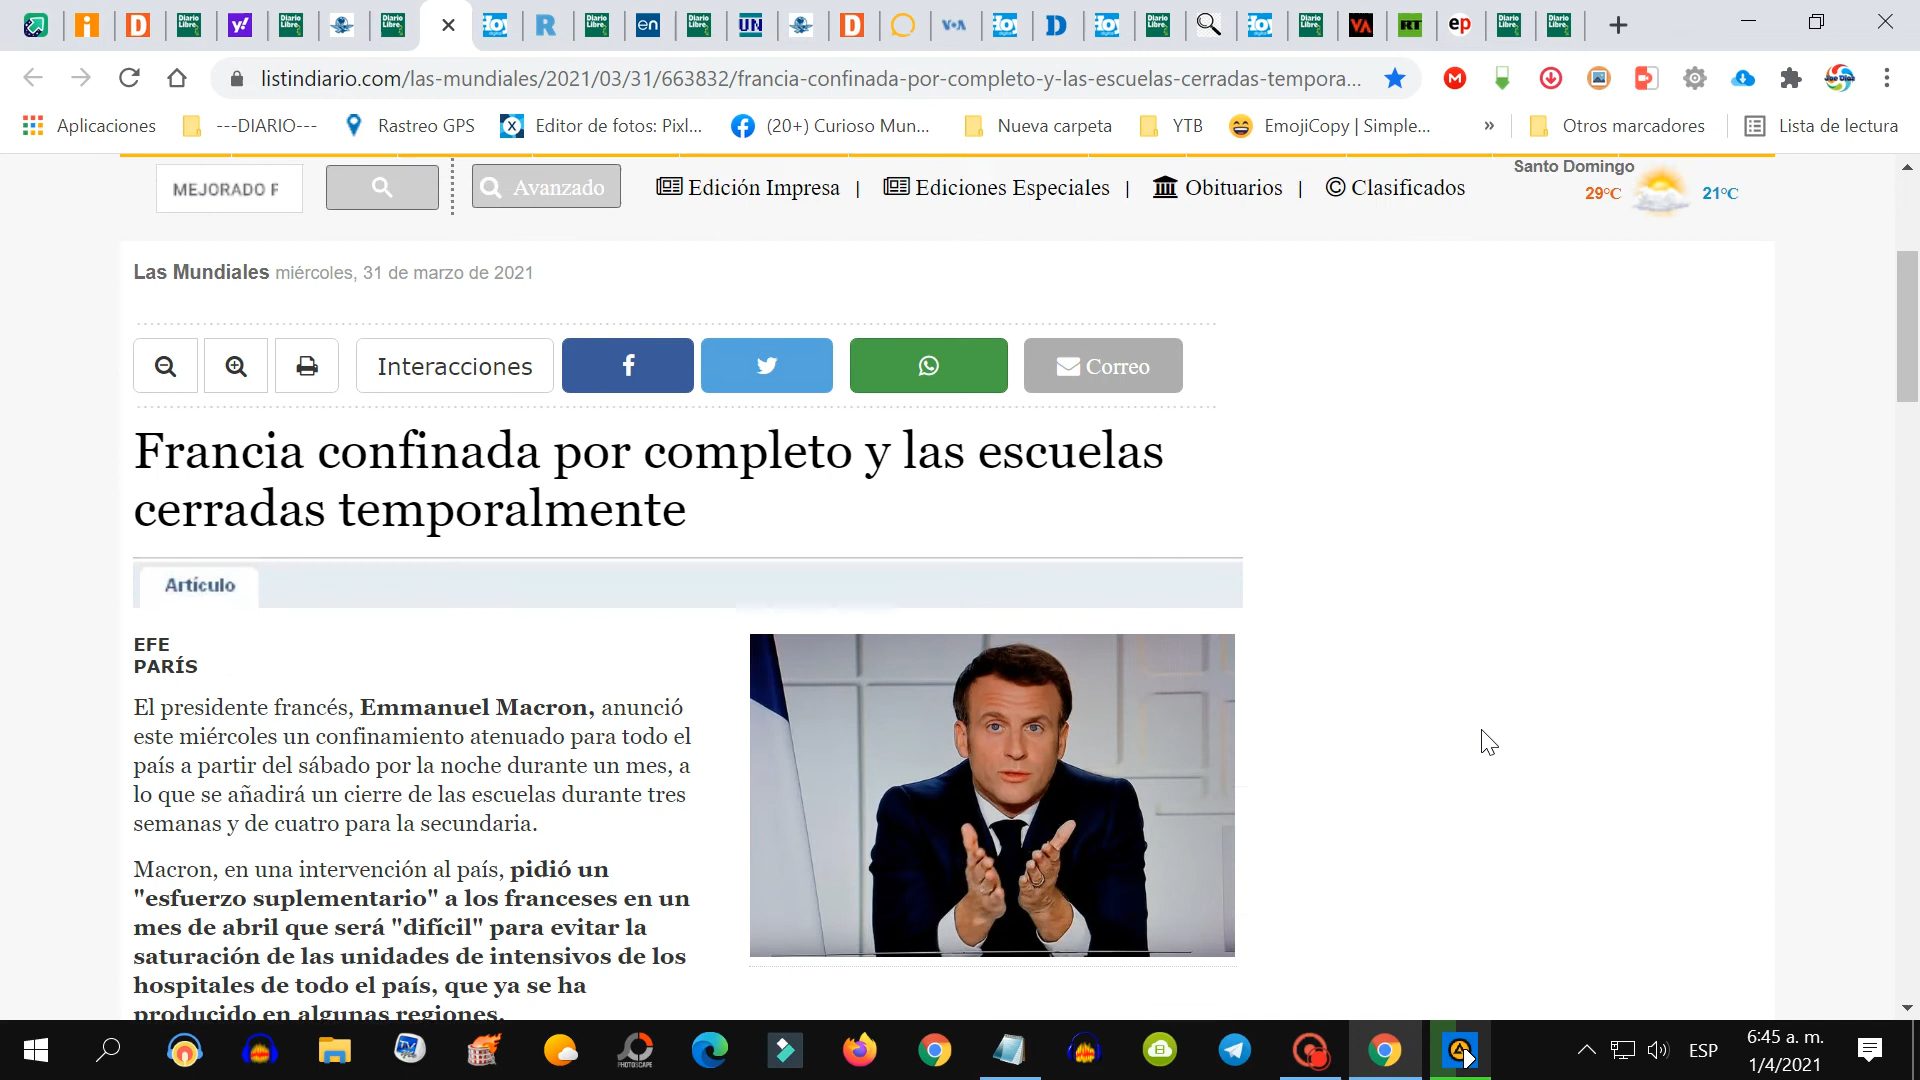 listindiario.com/las-mundiales/2021/03/31/663832/francia-confinada-por-completo-y-las-escuelas-cerradas-tempora...
Aplicaciones ---DIARIO--- Rastreo GPS Editor de fotos: Pixl... (20+) Curioso Mun... Nueva carpeta YTB EmojiCopy | Simple... » Otros marcadores Lista de lectura
MEJORADO Avanzado Edición Impresa | Ediciones Especiales | Obituarios | © Clasificados
Santo Domingo
29°C 21°C
Las Mundiales miércoles, 31 de marzo de 2021
Interacciones Correo
Francia confinada por completo y las escuelas
cerradas temporalmente
Artículo
EFE
PARÍS
El presidente francés, Emmanuel Macron, anunció
este miércoles un confinamiento atenuado para todo el
país a partir del sábado por la noche durante un mes, a
lo que se añadirá un cierre de las escuelas durante tres
semanas y de cuatro para la secundaria.
Macron, en una intervención al país, pidió un
"esfuerzo suplementario" a los franceses en un
mes de abril que será "difícil" para evitar la
saturación de las unidades de intensivos de los
hospitales de todo el país, que ya se ha
producido en algunas regiones.
ESP
6:45 a. m.
1/4/2021